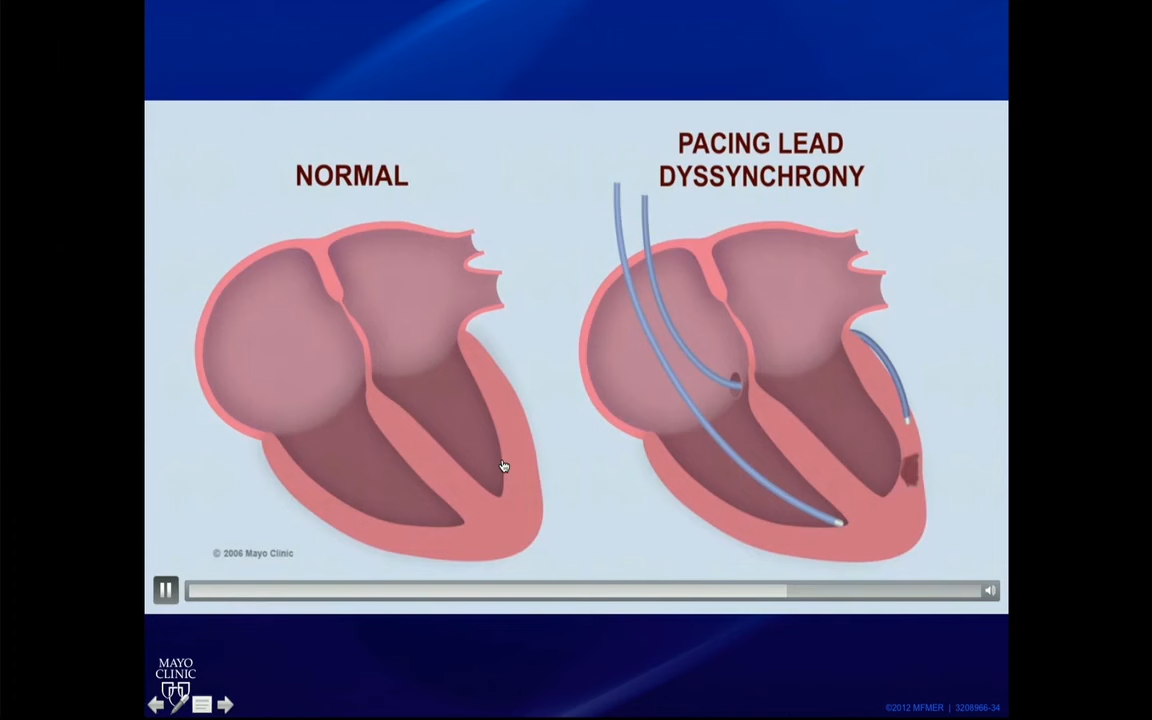 NORMAL
PACING LEAD
DYSSYNCHRONY
© 2006 Mayo Clinic
MAYO
CLINIC
©2012 MFMER | 3208966-34